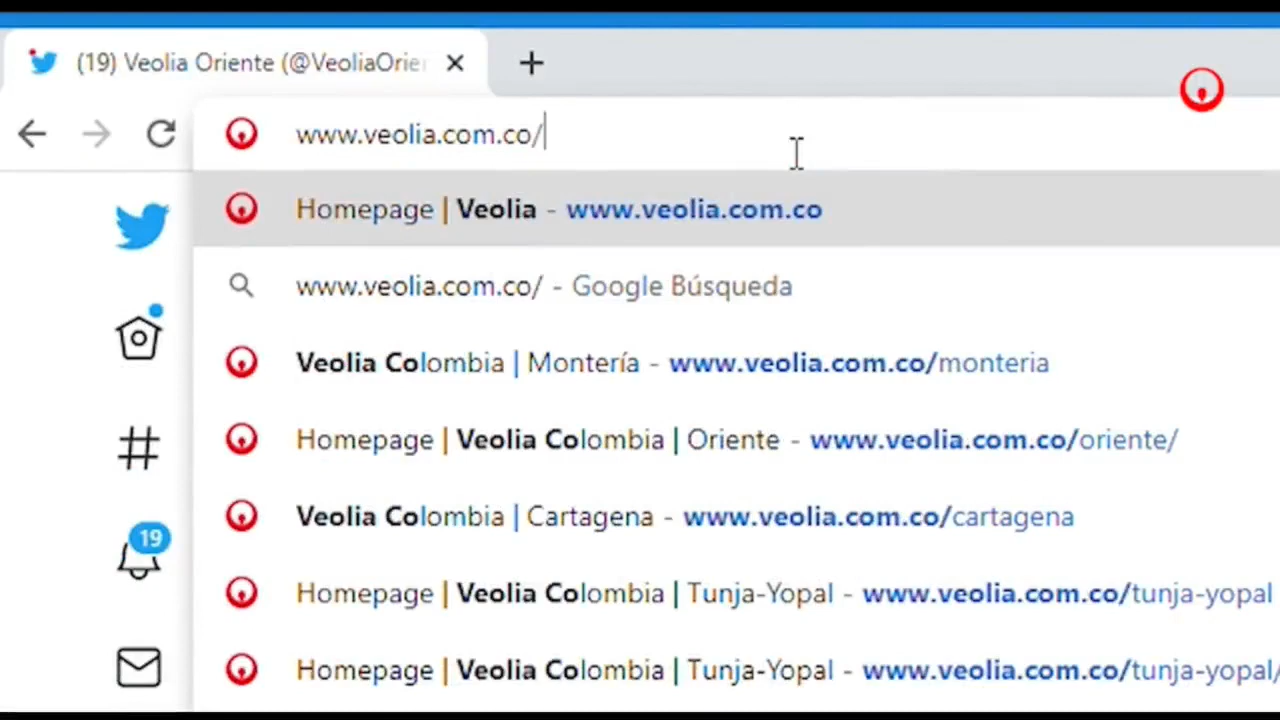 (19) Veolia Oriente (@VeoliaOrie
www.veolia.com.co/
Homepage | Veolia - www.veolia.com.co
www.veolia.com.co/ - Google Búsqueda
Veolia Colombia | Montería - www.veolia.com.co/monteria
Homepage | Veolia Colombia | Oriente - www.veolia.com.co/oriente/
Veolia Colombia | Cartagena - www.veolia.com.co/cartagena
19
Homepage | Veolia Colombia | Tunja-Yopal - www.veolia.com.co/tunja-yopal
Homepage | Veolia Colombia | Tunja-Yopal - www.veolia.com.co/tunja-yopal/